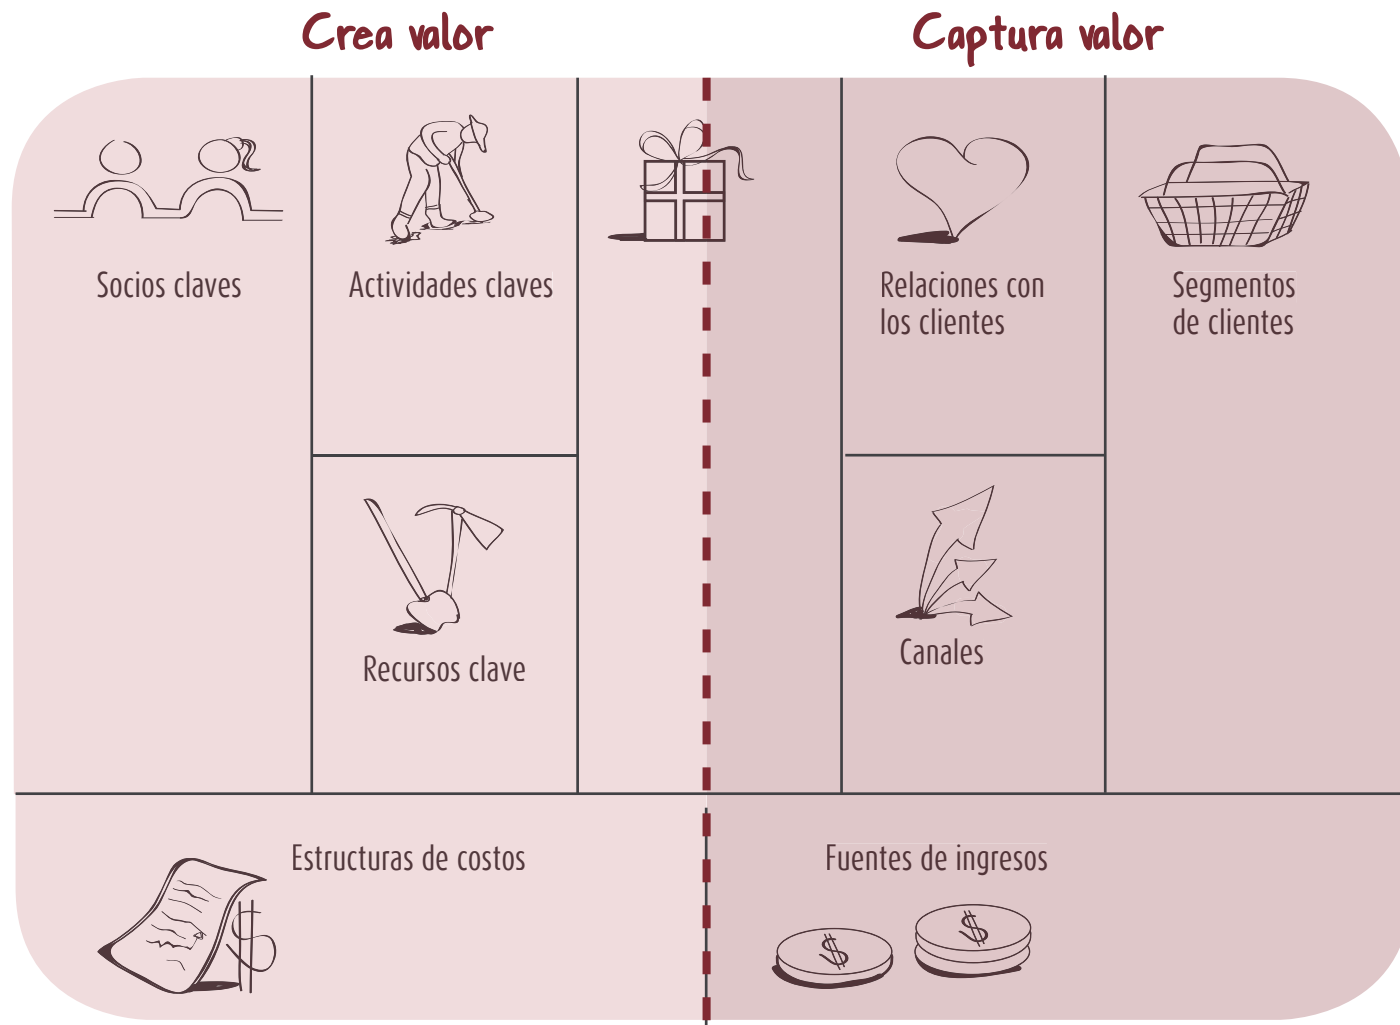 Crea valor
Captura valor
Socios claves
Actividades claves
Relaciones con
los clientes
Segmentos
de clientes
Recursos clave
Canales
Estructuras de costos
Fuentes de ingresos
$
$
$